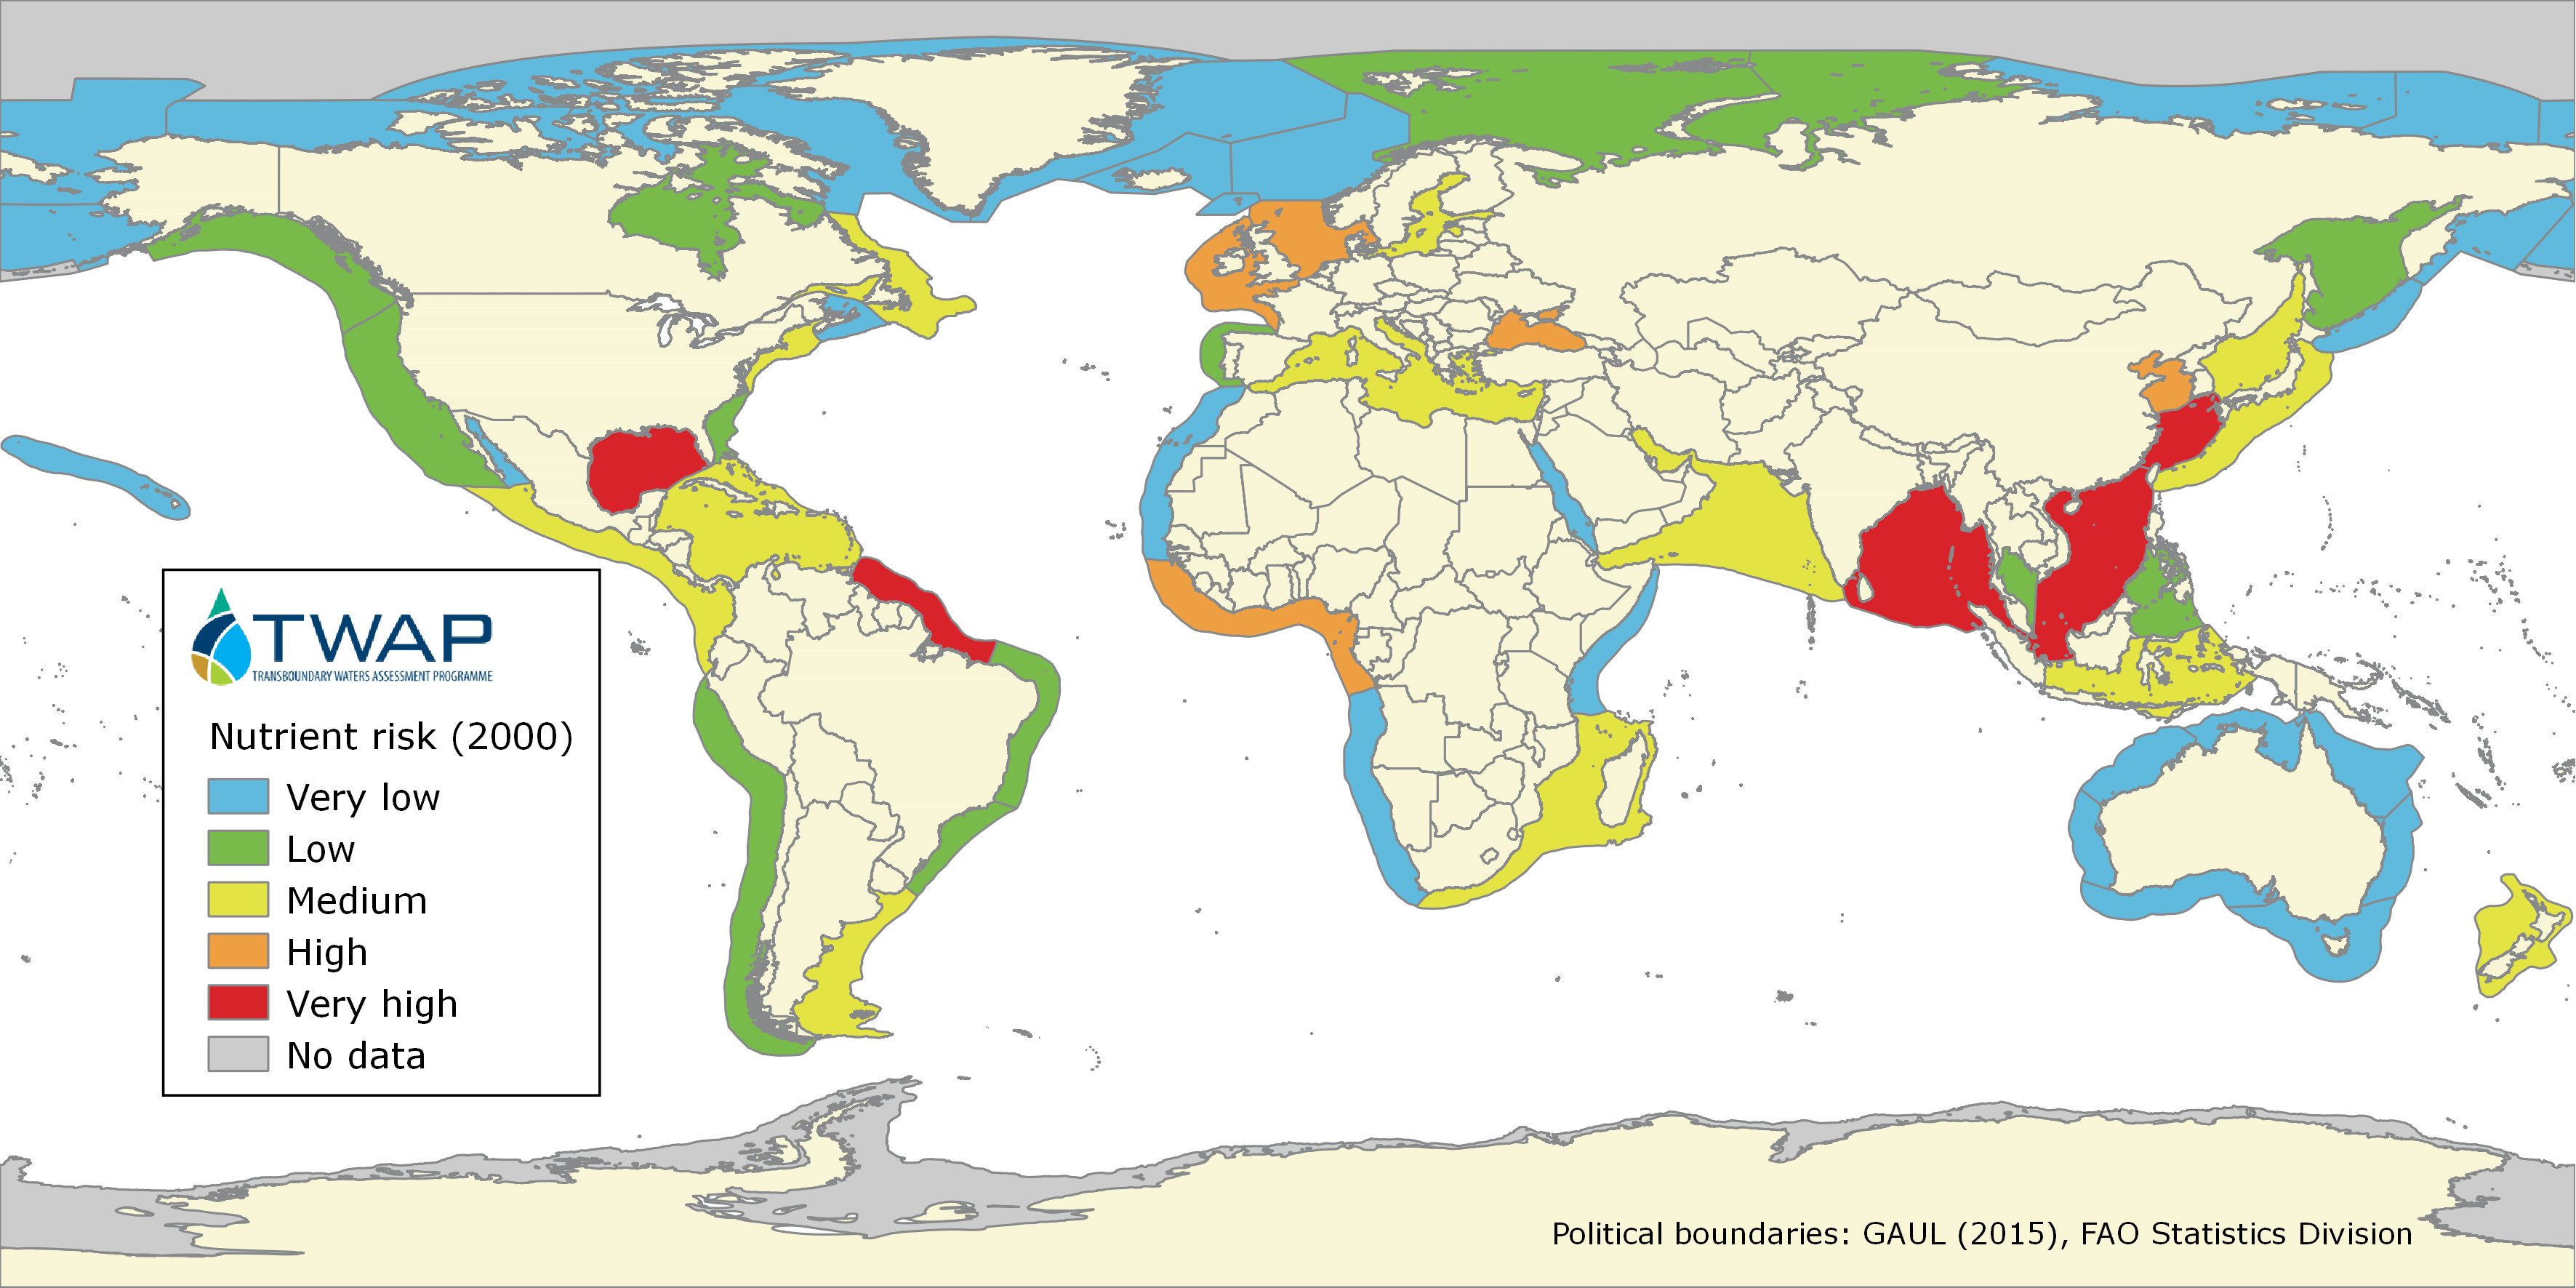 TWAP
TRANSBOUNDARY WATERS ASSESSMENT PROGRAMME
Nutrient risk (2000)
Very low
Low
Medium
High
Very high
No data
Political boundaries: GAUL (2015), FAO Statistics Division